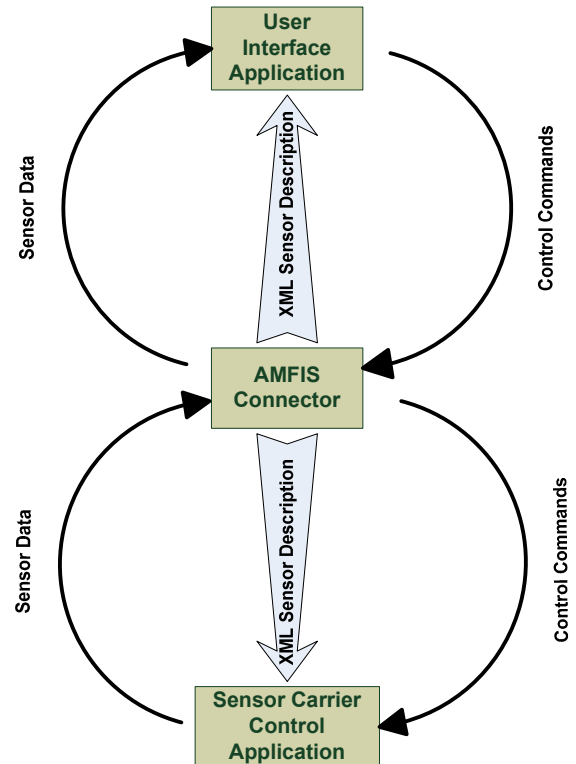 User
Interface
Application
Sensor Data
XML Sensor Description
Control Commands
AMFIS
Connector
Sensor Data
XML Sensor Description
Control Commands
Sensor Carrier
Control
Application